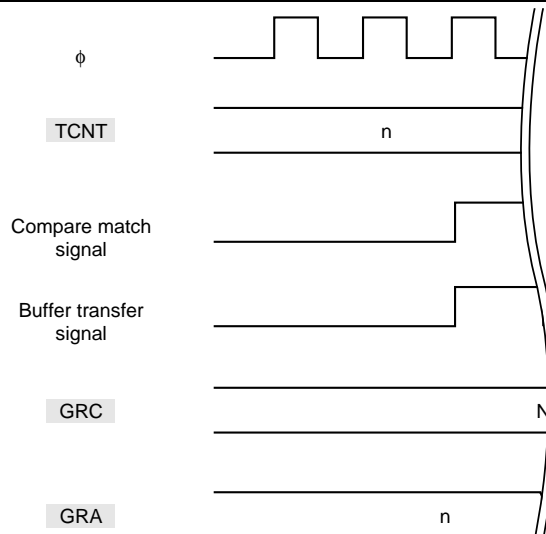 ϕ
TCNT
n
Compare match
signal
Buffer transfer
signal
GRC
N
GRA
n